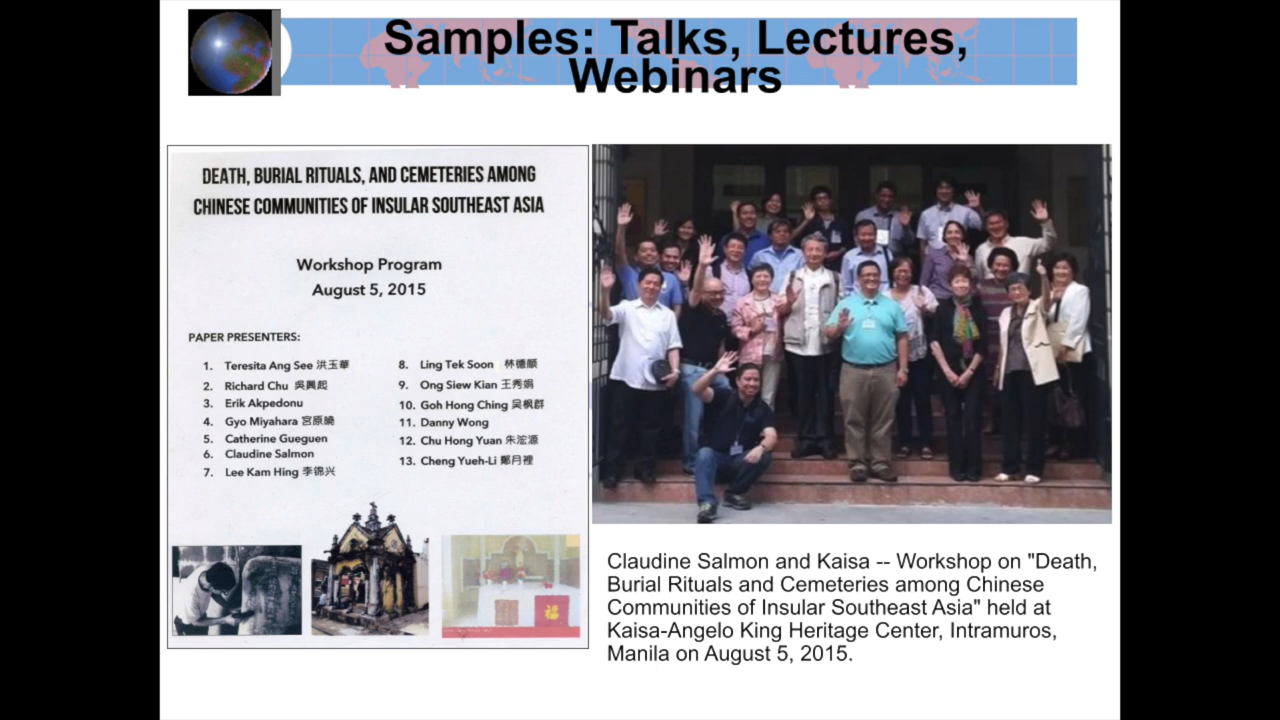 Samples: Talks, Lectures,
Webinars
DEATH, BURIAL RITUALS, AND CEMETERIES AMONG
CHINESE COMMUNITIES OF INSULAR SOUTHEAST ASIA
Workshop Program
August 5, 2015
PAPER PRESENTERS:
1. Teresita Ang See 洪玉華
2. Richard Chu 吳興起
3. Erik Akpedonu
4. Gyo Miyahara 宮原曉
5. Catherine Gueguen
6. Claudine Salmon
7. Lee Kam Hing 李锦兴
8. Ling Tek Soon 林德顺
9. Ong Siew Kian 王秀娟
10. Goh Hong Ching 吴枫群
11. Danny Wong
12. Chu Hong Yuan 朱浤源
13. Cheng Yueh-Li 鄭月裡
Claudine Salmon and Kaisa -- Workshop on "Death,
Burial Rituals and Cemeteries among Chinese
Communities of Insular Southeast Asia" held at
Kaisa-Angelo King Heritage Center, Intramuros,
Manila on August 5, 2015.